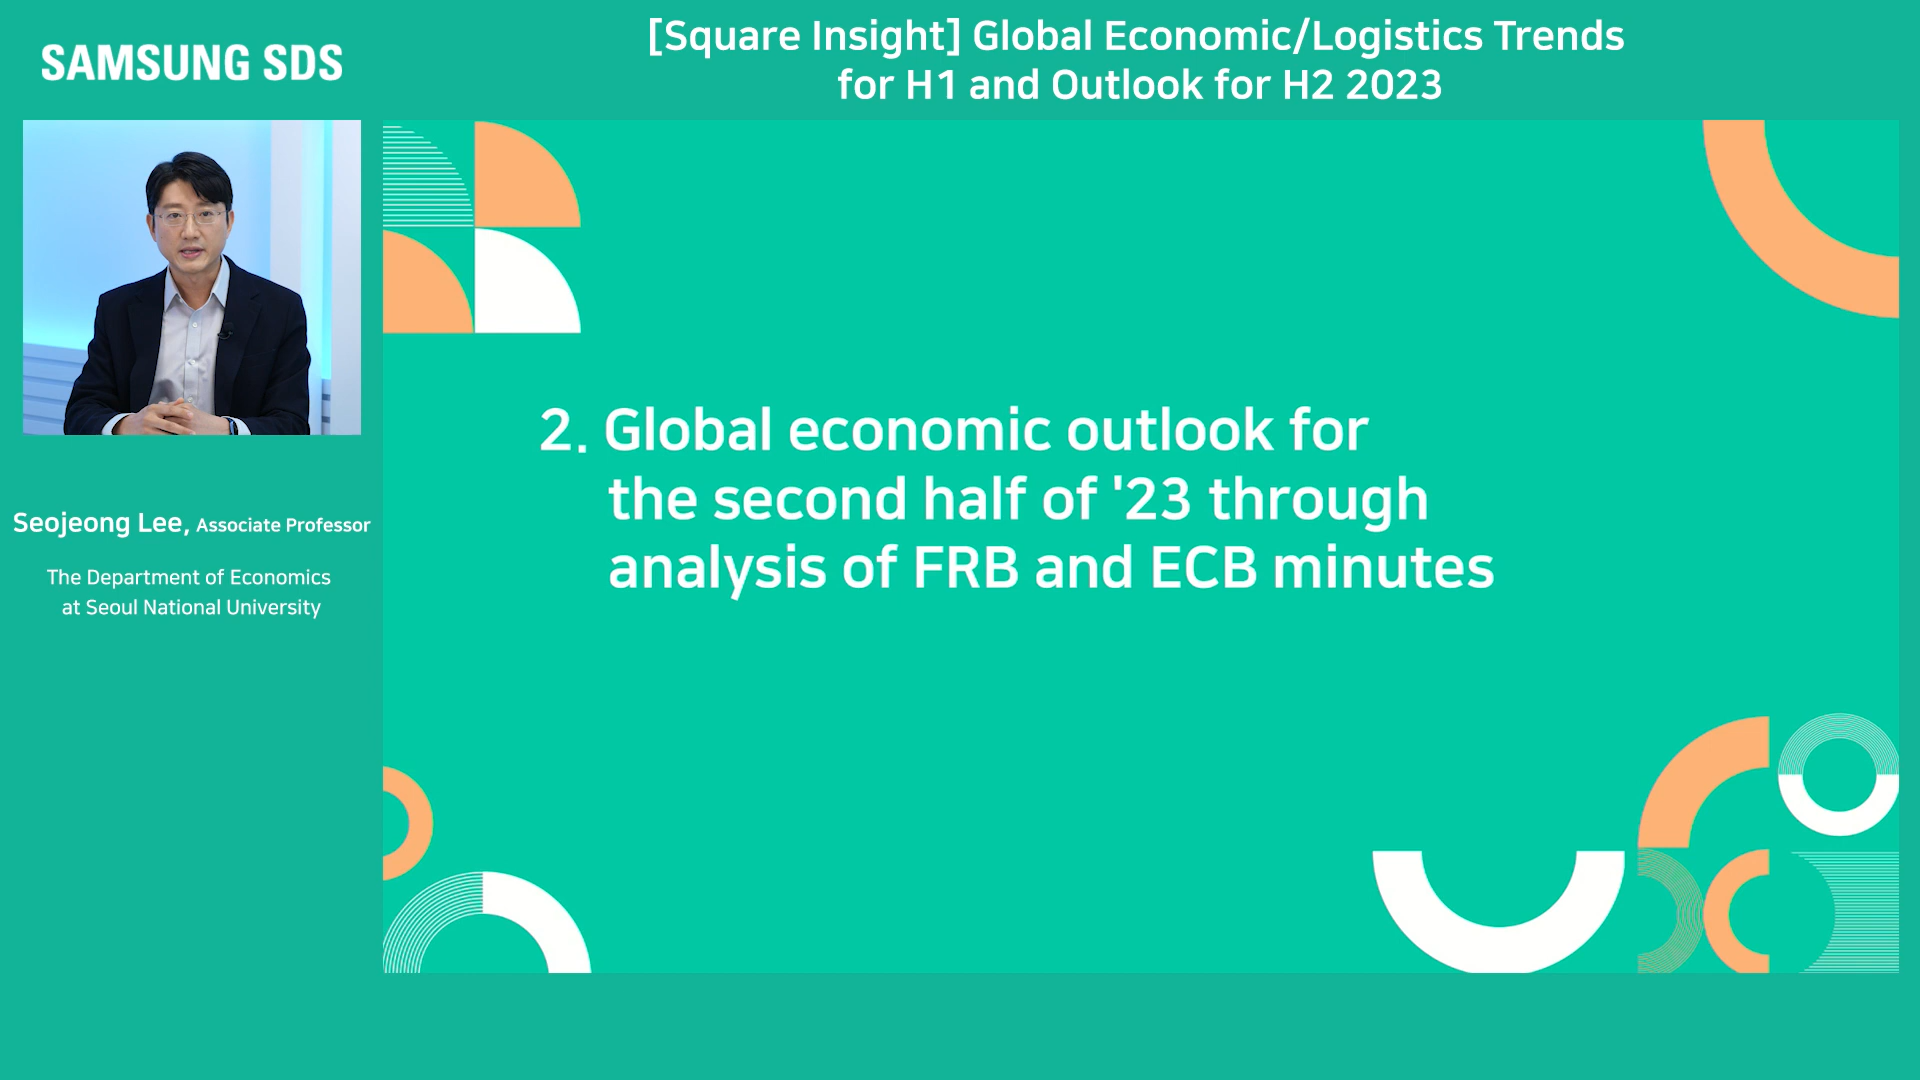 SAMSUNG SDS
[Square Insight] Global Economic/Logistics Trends
for H1 and Outlook for H2 2023
2. Global economic outlook for
the second half of '23 through
analysis of FRB and ECB minutes
Seojeong Lee, Associate Professor
The Department of Economics
at Seoul National University